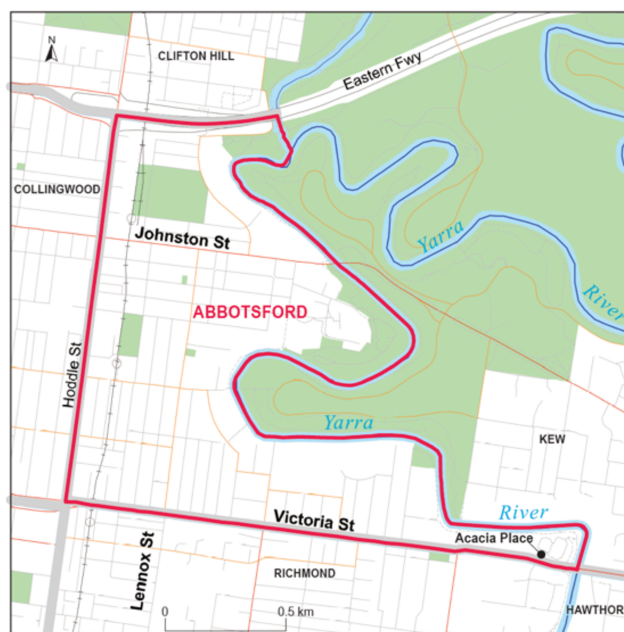 N
CLIFTON HILL
Eastern Fwy
COLLINGWOOD
Johnston St
Yarra
River
ABBOTSFORD
Hoddle St
Yarra
KEW
River
Victoria St
Acacia Place
Lennox St
RICHMOND
HAWTHOR
0 0.5 km